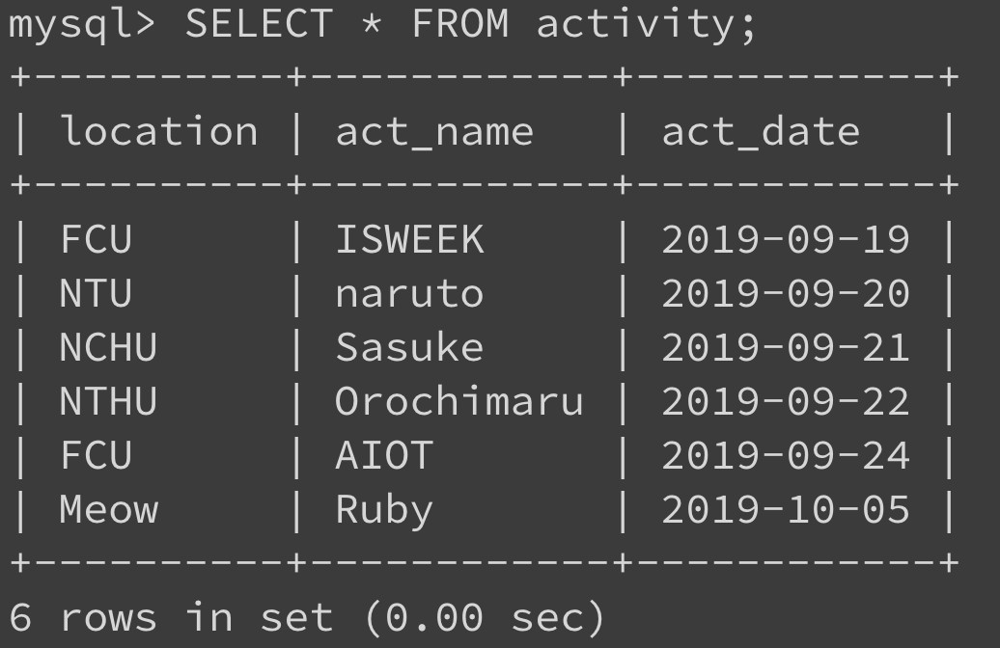 mysql> SELECT * FROM activity;
+----------+------------+------------+
| location | act_name   | act_date   |
+----------+------------+------------+
| FCU      | ISWEEK     | 2019-09-19 |
| NTU      | naruto     | 2019-09-20 |
| NCHU     | Sasuke     | 2019-09-21 |
| NTHU     | Orochimaru | 2019-09-22 |
| FCU      | AIOT       | 2019-09-24 |
| Meow     | Ruby       | 2019-10-05 |
+----------+------------+------------+
6 rows in set (0.00 sec)